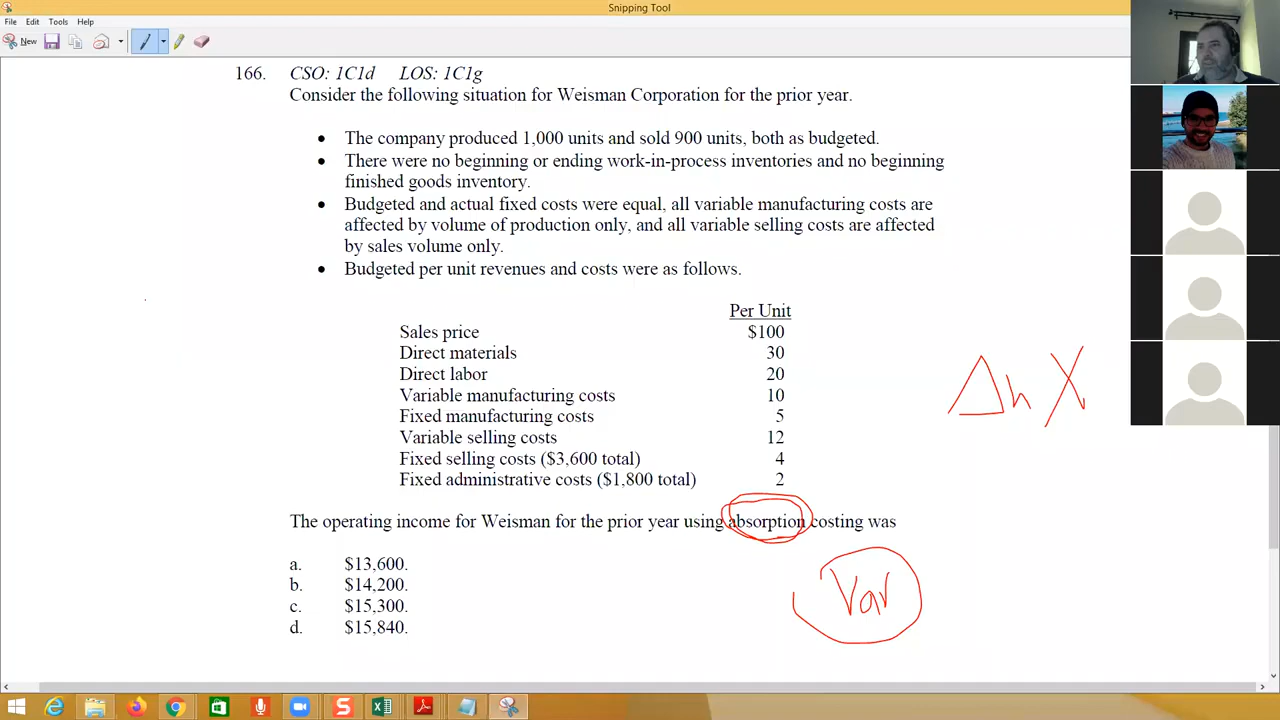 Snipping Tool
File Edit Tools Help
New
166. CSO: 1C1d LOS: 1C1g
Consider the following situation for Weisman Corporation for the prior year.
• The company produced 1,000 units and sold 900 units, both as budgeted.
• There were no beginning or ending work-in-process inventories and no beginning
finished goods inventory.
• Budgeted and actual fixed costs were equal, all variable manufacturing costs are
affected by volume of production only, and all variable selling costs are affected
by sales volume only.
• Budgeted per unit revenues and costs were as follows.
Per Unit
Sales price $100
Direct materials 30
Direct labor 20
Variable manufacturing costs 10
Fixed manufacturing costs 5
Variable selling costs 12
Fixed selling costs ($3,600 total) 4
Fixed administrative costs ($1,800 total) 2
Δh X
The operating income for Weisman for the prior year using absorption costing was
a. $13,600.
b. $14,200.
c. $15,300.
d. $15,840.
Var